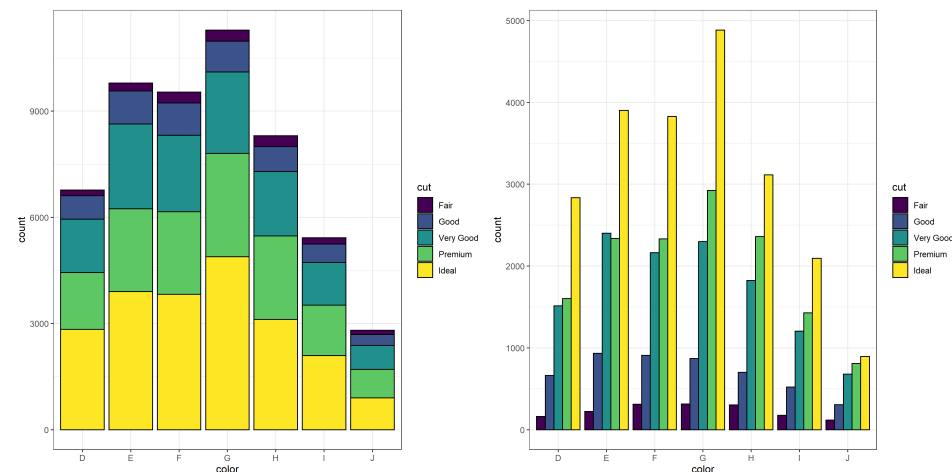 9000
6000
3000
0
count
D E F G H I J
color
cut
Fair
Good
Very Good
Premium
Ideal
5000
4000
3000
2000
1000
0
count
D E F G H I J
color
cut
Fair
Good
Very Good
Premium
Ideal